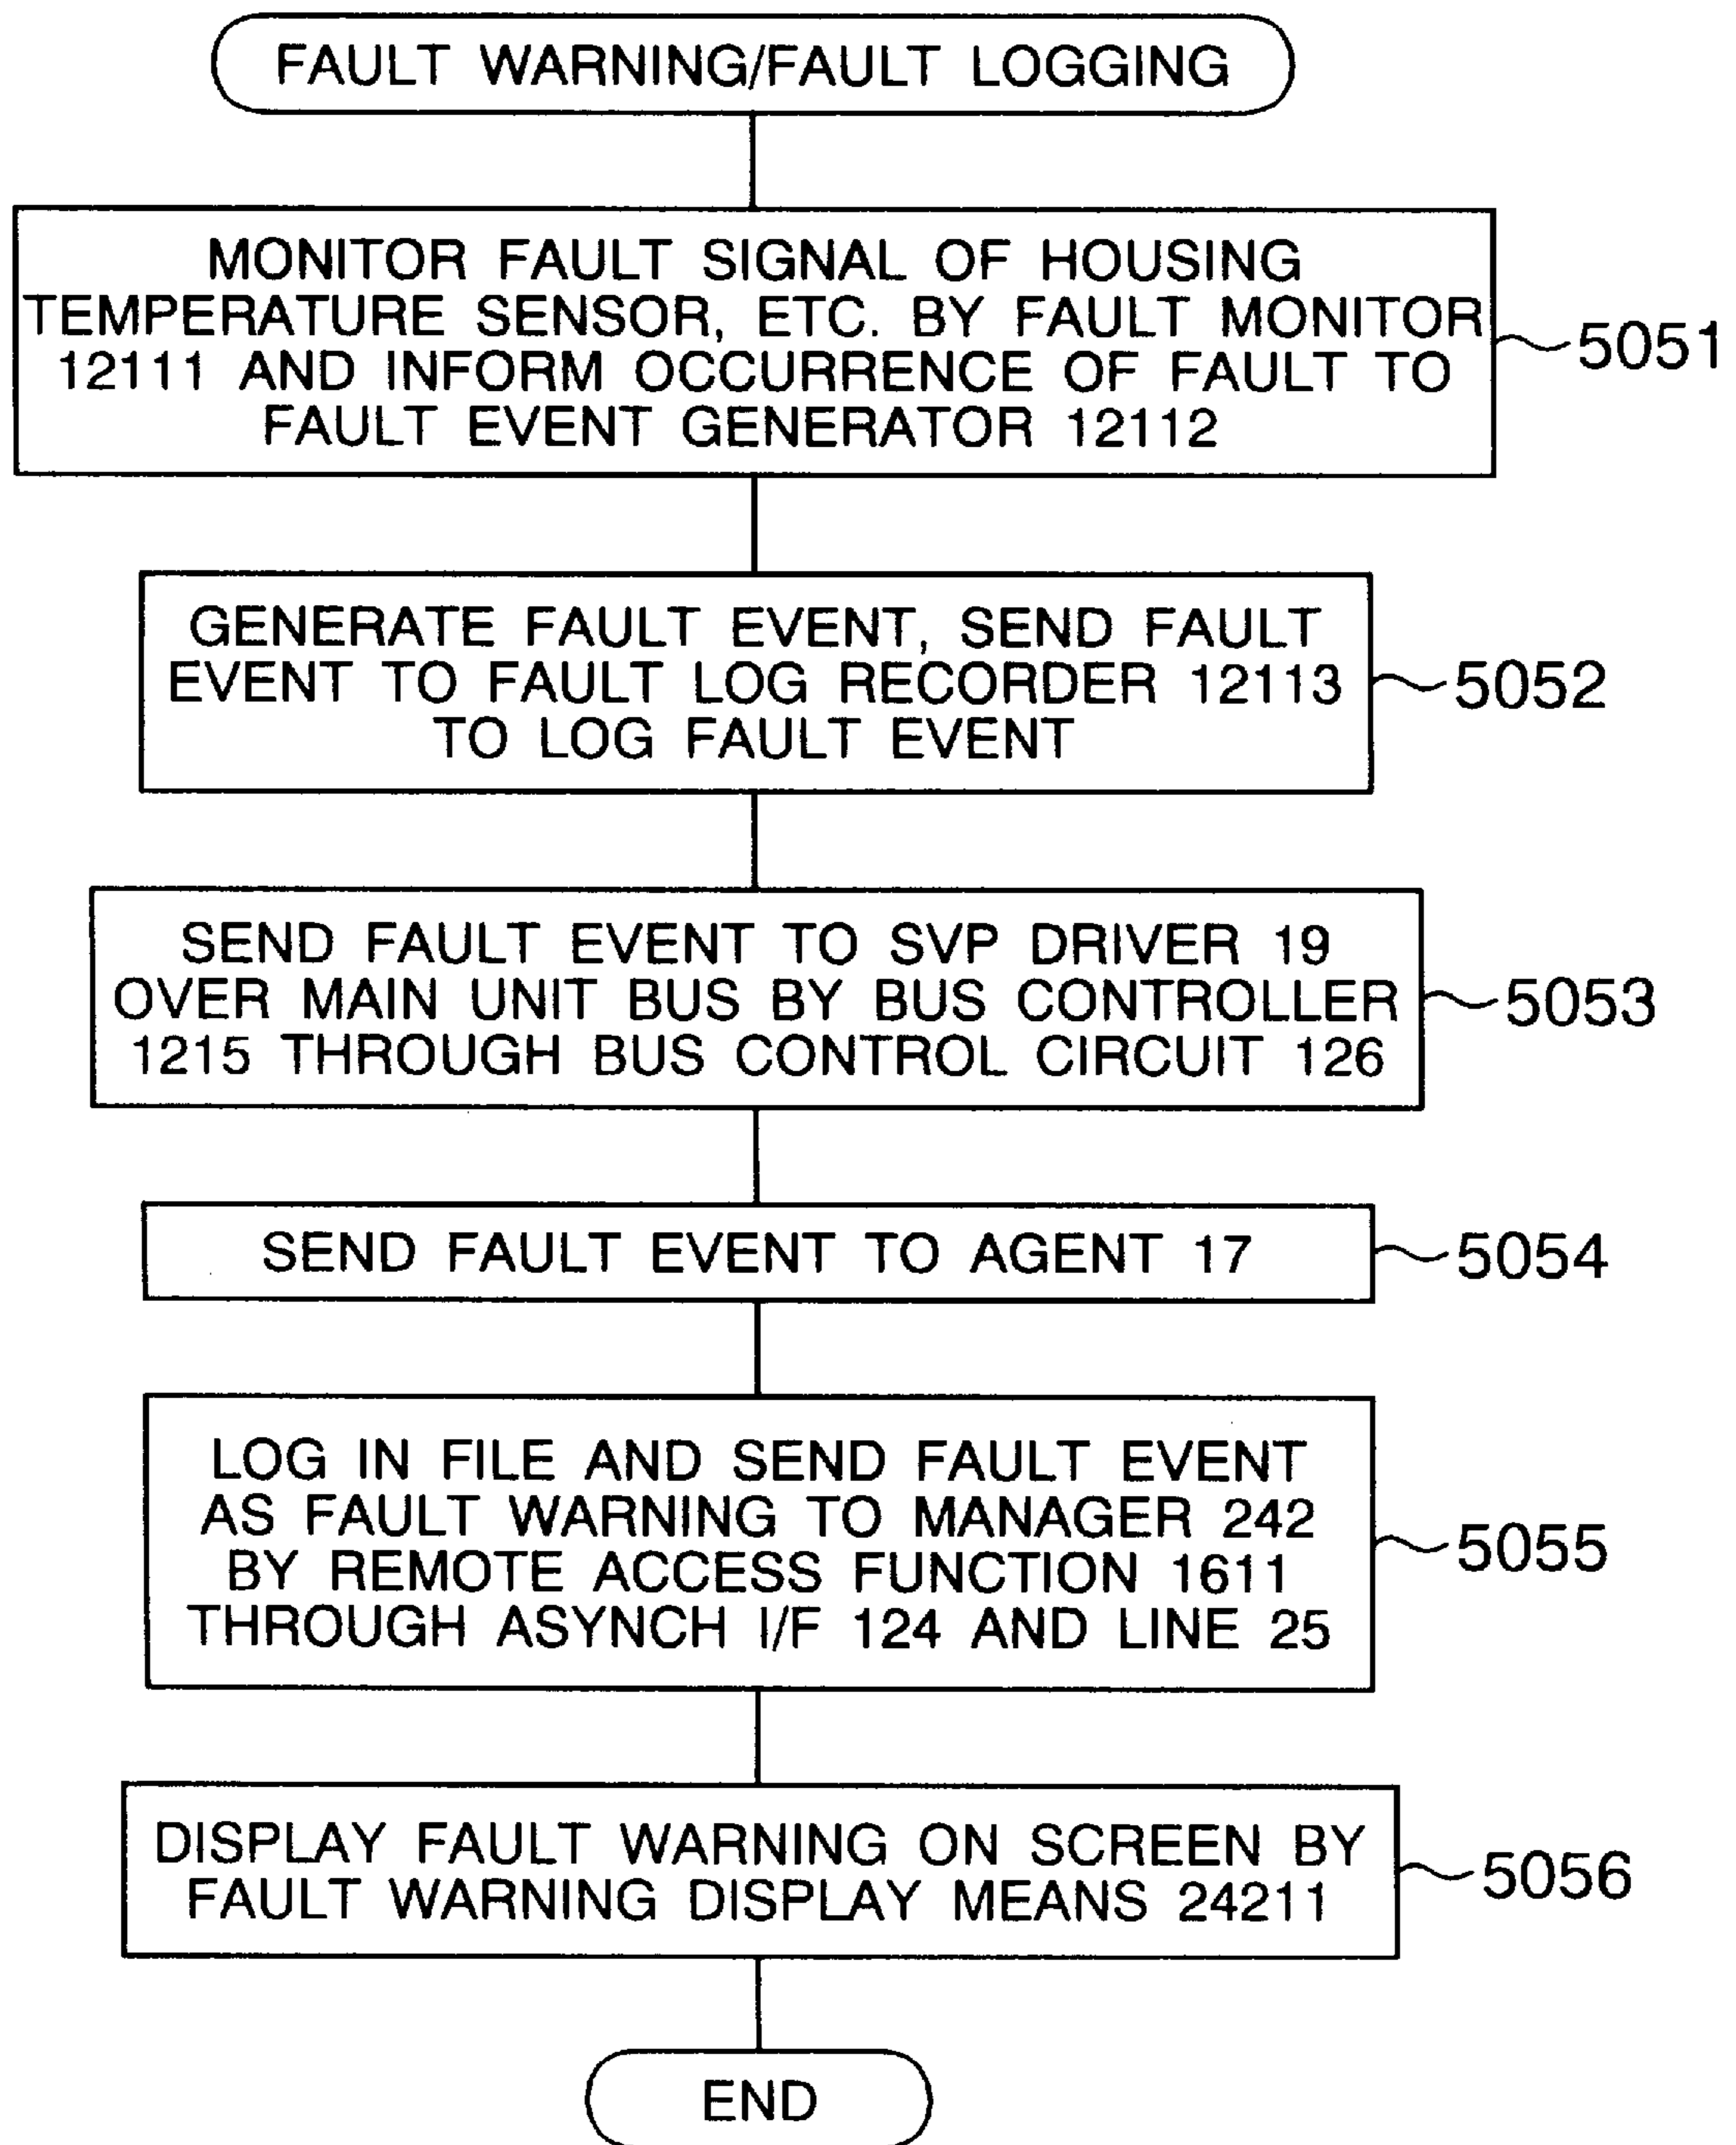 FAULT WARNING/FAULT LOGGING
MONITOR FAULT SIGNAL OF HOUSING
TEMPERATURE SENSOR, ETC. BY FAULT MONITOR
12111 AND INFORM OCCURRENCE OF FAULT TO
FAULT EVENT GENERATOR 12112
5051
GENERATE FAULT EVENT, SEND FAULT
EVENT TO FAULT LOG RECORDER 12113
TO LOG FAULT EVENT
5052
SEND FAULT EVENT TO SVP DRIVER 19
OVER MAIN UNIT BUS BY BUS CONTROLLER
1215 THROUGH BUS CONTROL CIRCUIT 126
5053
SEND FAULT EVENT TO AGENT 17
5054
LOG IN FILE AND SEND FAULT EVENT
AS FAULT WARNING TO MANAGER 242
BY REMOTE ACCESS FUNCTION 1611
THROUGH ASYNCH I/F 124 AND LINE 25
5055
DISPLAY FAULT WARNING ON SCREEN BY
FAULT WARNING DISPLAY MEANS 24211
5056
END